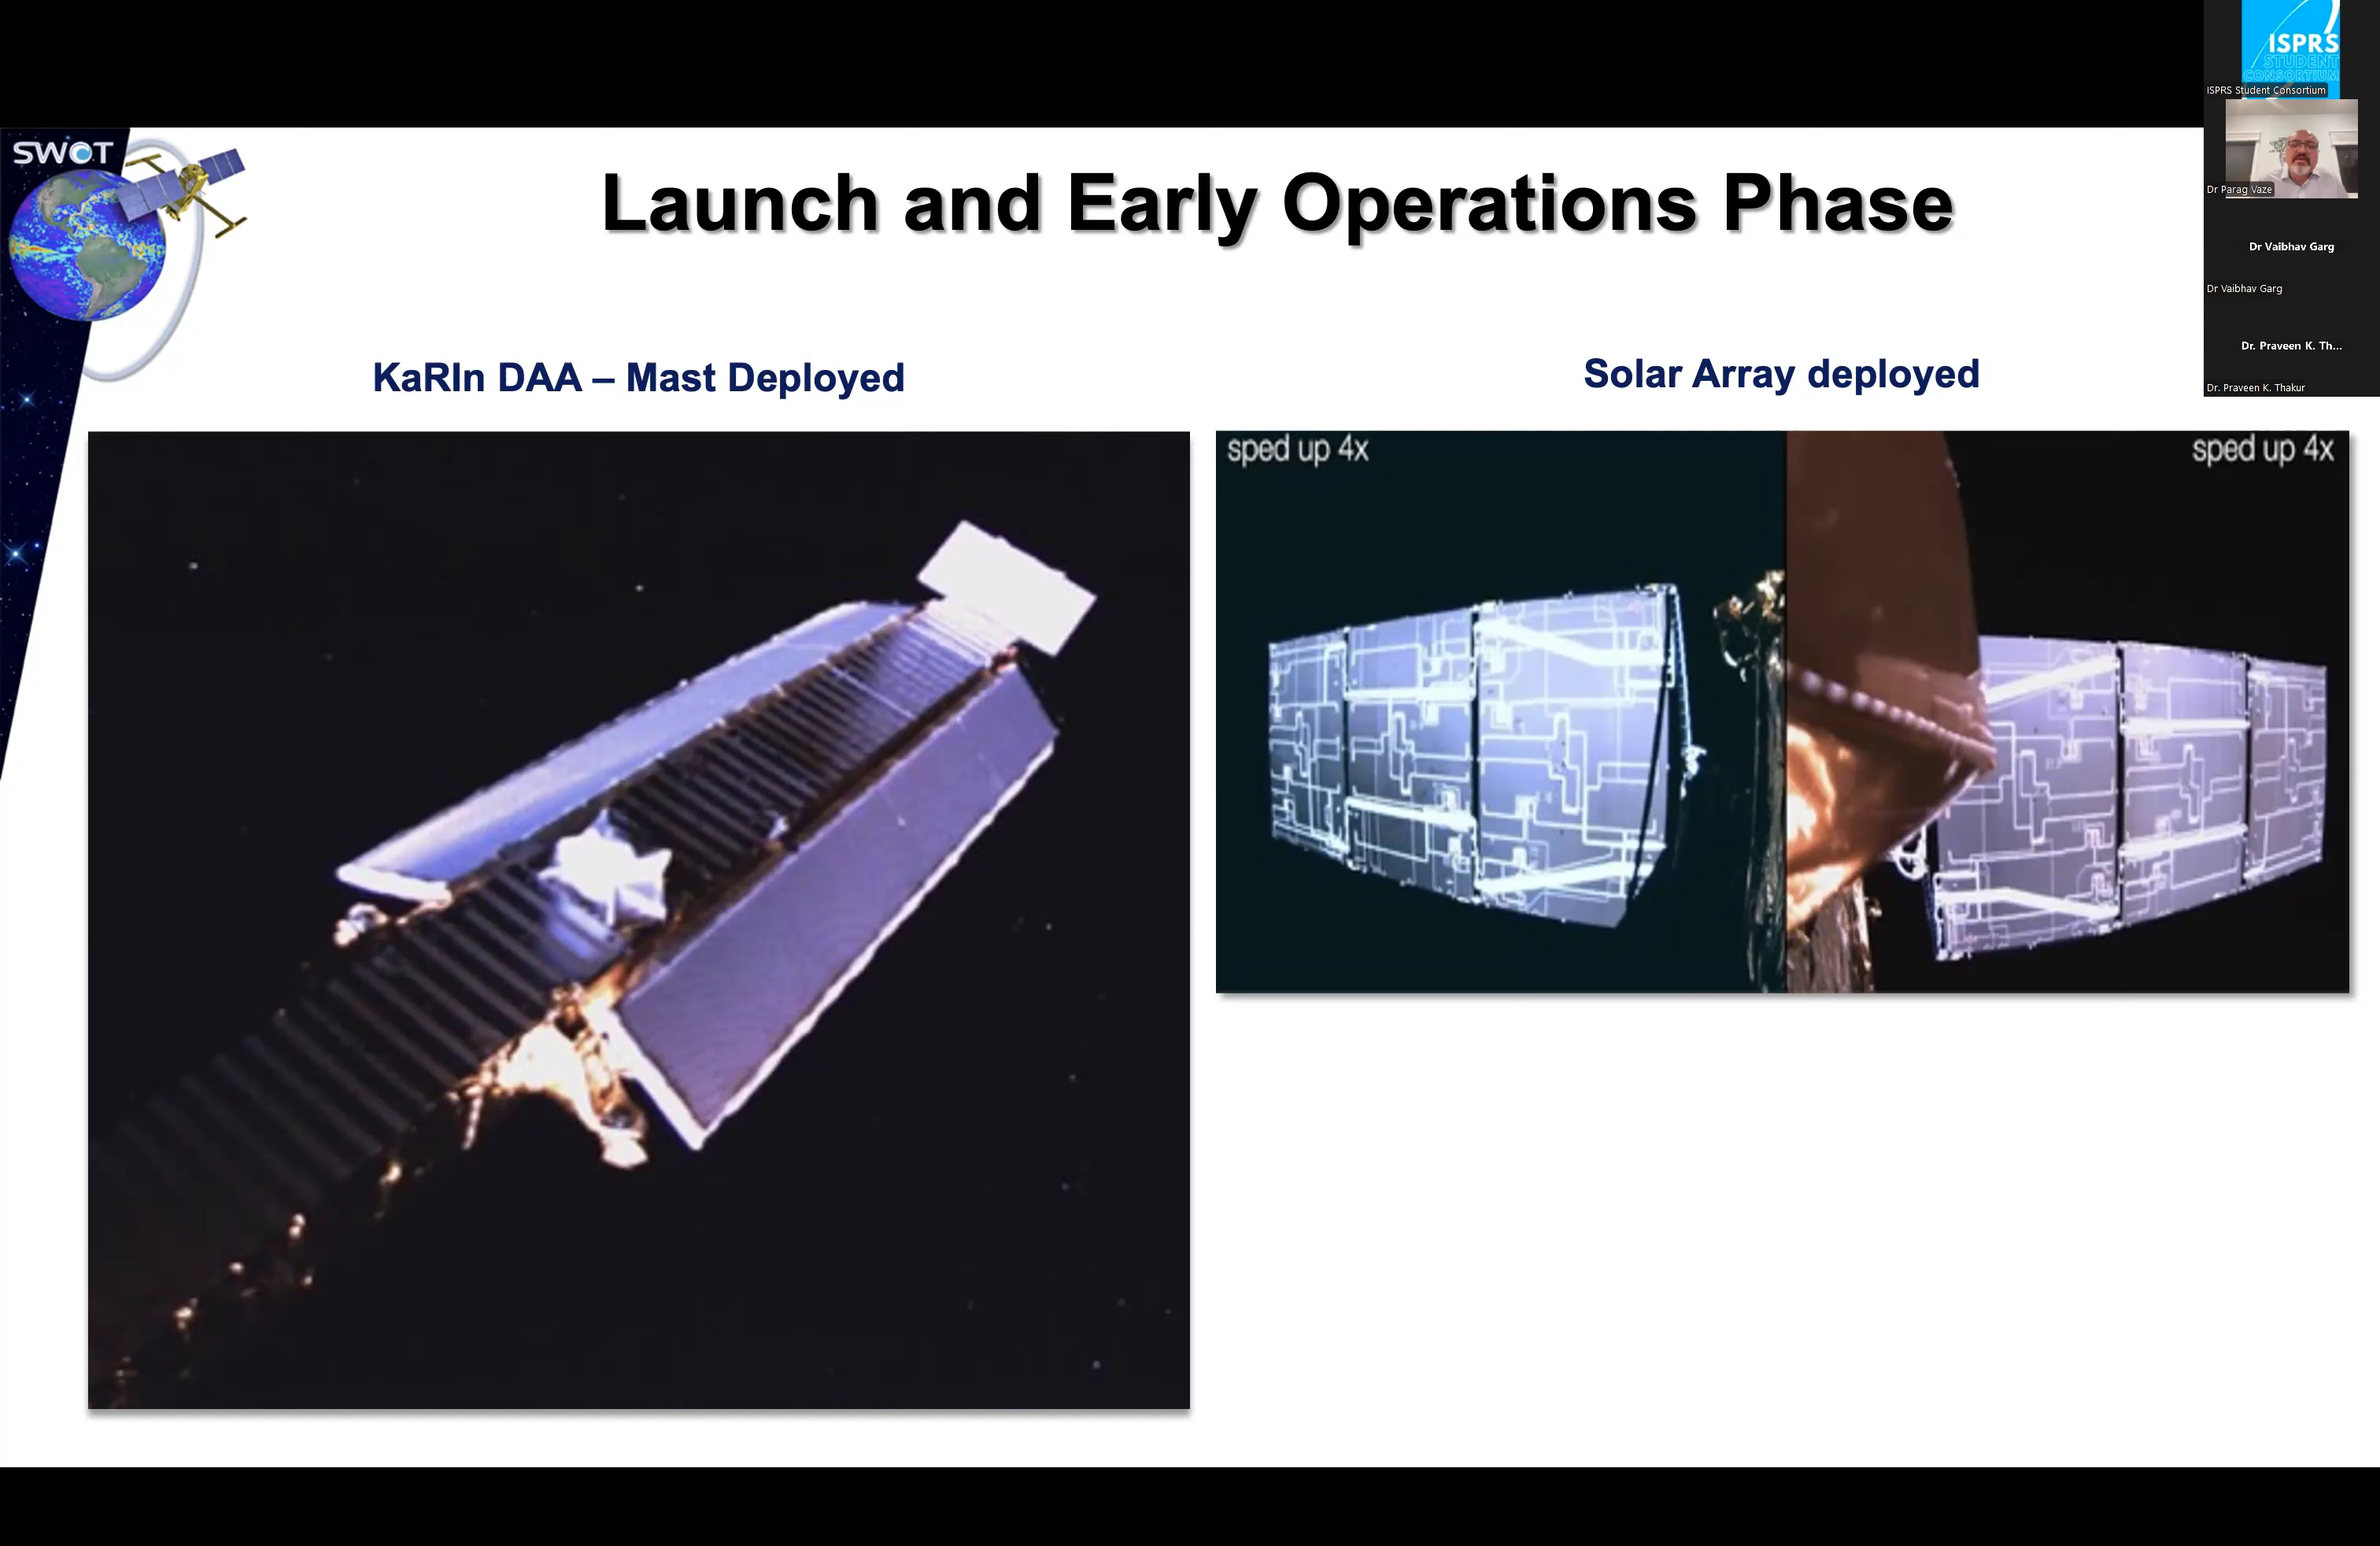 SWOT
Launch and Early Operations Phase
KaRIn DAA – Mast Deployed
Solar Array deployed
sped up 4x
sped up 4x
ISPRS
STUDENT
CONSORTIUM
ISPRS Student Consortium
Dr Parag Vaze
Dr Vaibhav Garg
Dr Vaibhav Garg
Dr. Praveen K. Th...
Dr. Praveen K. Thakur